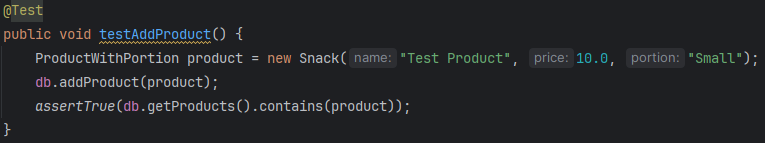 @Test
public void testAddProduct() {
    ProductWithPortion product = new Snack( name: "Test Product", price: 10.0, portion: "Small");
    db.addProduct(product);
    assertTrue(db.getProducts().contains(product));
}